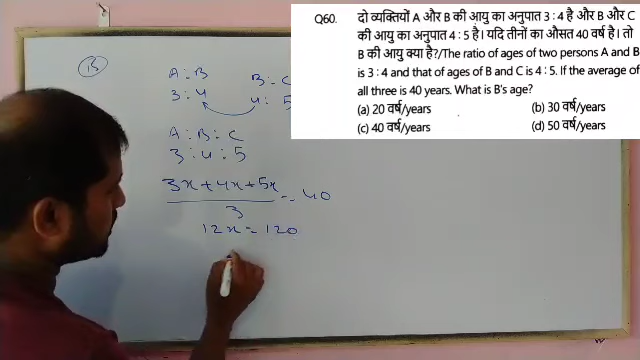 Q60. दो व्यक्तियों A और B की आयु का अनुपात 3 : 4 है और B और C
की आयु का अनुपात 4 : 5 है। यदि तीनों का औसत 40 वर्ष है। तो
B की आयु क्या है?/The ratio of ages of two persons A and B
is 3 : 4 and that of ages of B and C is 4 : 5. If the average of
all three is 40 years. What is B's age?
(a) 20 वर्ष/years (b) 30 वर्ष/years
(c) 40 वर्ष/years (d) 50 वर्ष/years
B
A : B B : C
3 : 4 4 : 5
A : B : C
3 : 4 : 5
3x + 4x + 5x = 40
3
12x = 120